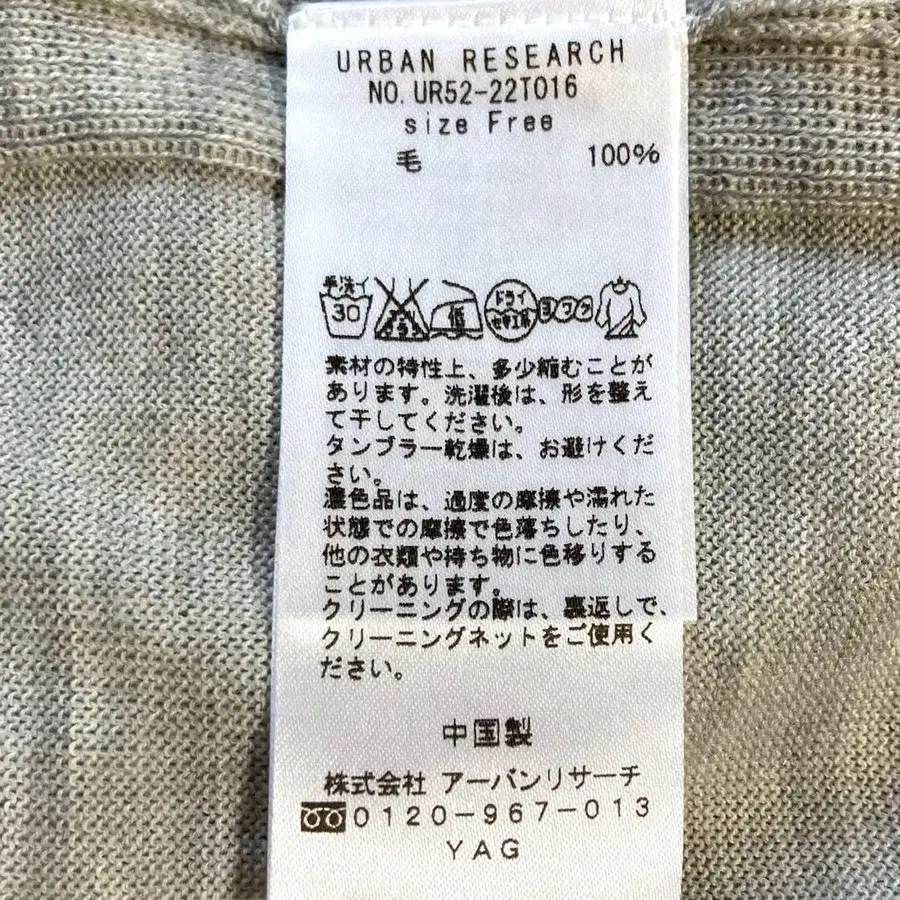 URBAN RESEARCH
NO. UR52-22T016
size Free
毛 100%
手洗イ 30 エンソサラシ 低 ドライ セキユ系 ヨワク
素材の特性上、多少縮むことが
あります。洗濯後は、形を整え
て干してください。
タンブラー乾燥は、お避けくだ
さい。
濃色品は、過度の摩擦や濡れた
状態での摩擦で色落ちしたり、
他の衣類や持ち物に色移りする
ことがあります。
クリーニングの際は、裏返しで、
クリーニングネットをご使用く
ださい。
中国製
株式会社 アーバンリサーチ
0120-967-013
YAG